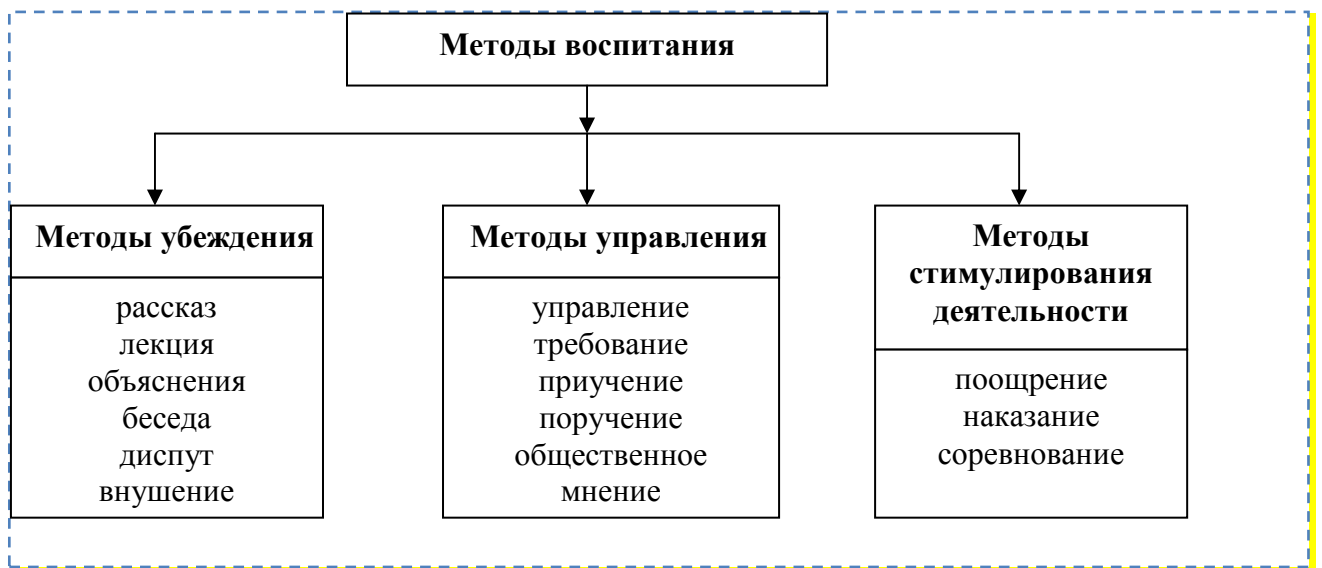 Методы воспитания
Методы убеждения
рассказ
лекция
объяснения
беседа
диспут
внушение
Методы управления
управление
требование
приучение
поручение
общественное
мнение
Методы
стимулирования
деятельности
поощрение
наказание
соревнование